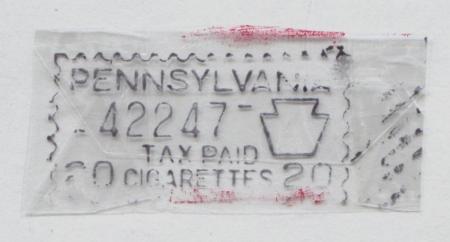 PENNSYLVANIA
42247
TAX PAID
20 CIGARETTES 20